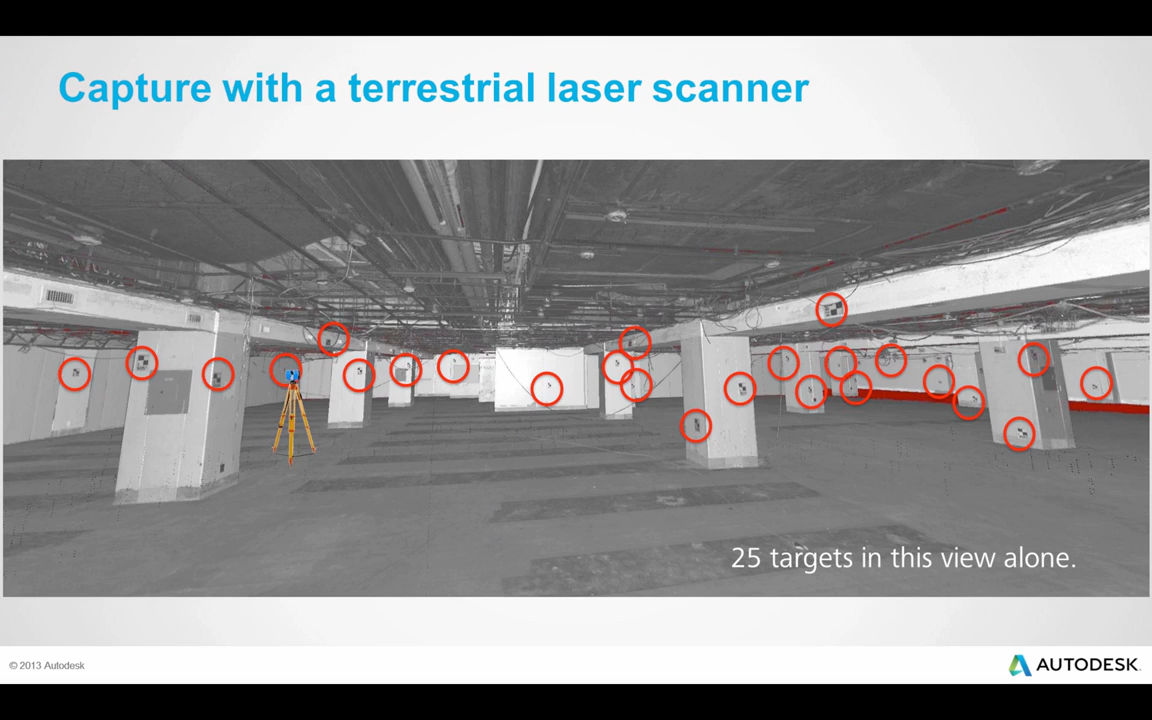 Capture with a terrestrial laser scanner
25 targets in this view alone.
© 2013 Autodesk
AUTODESK.